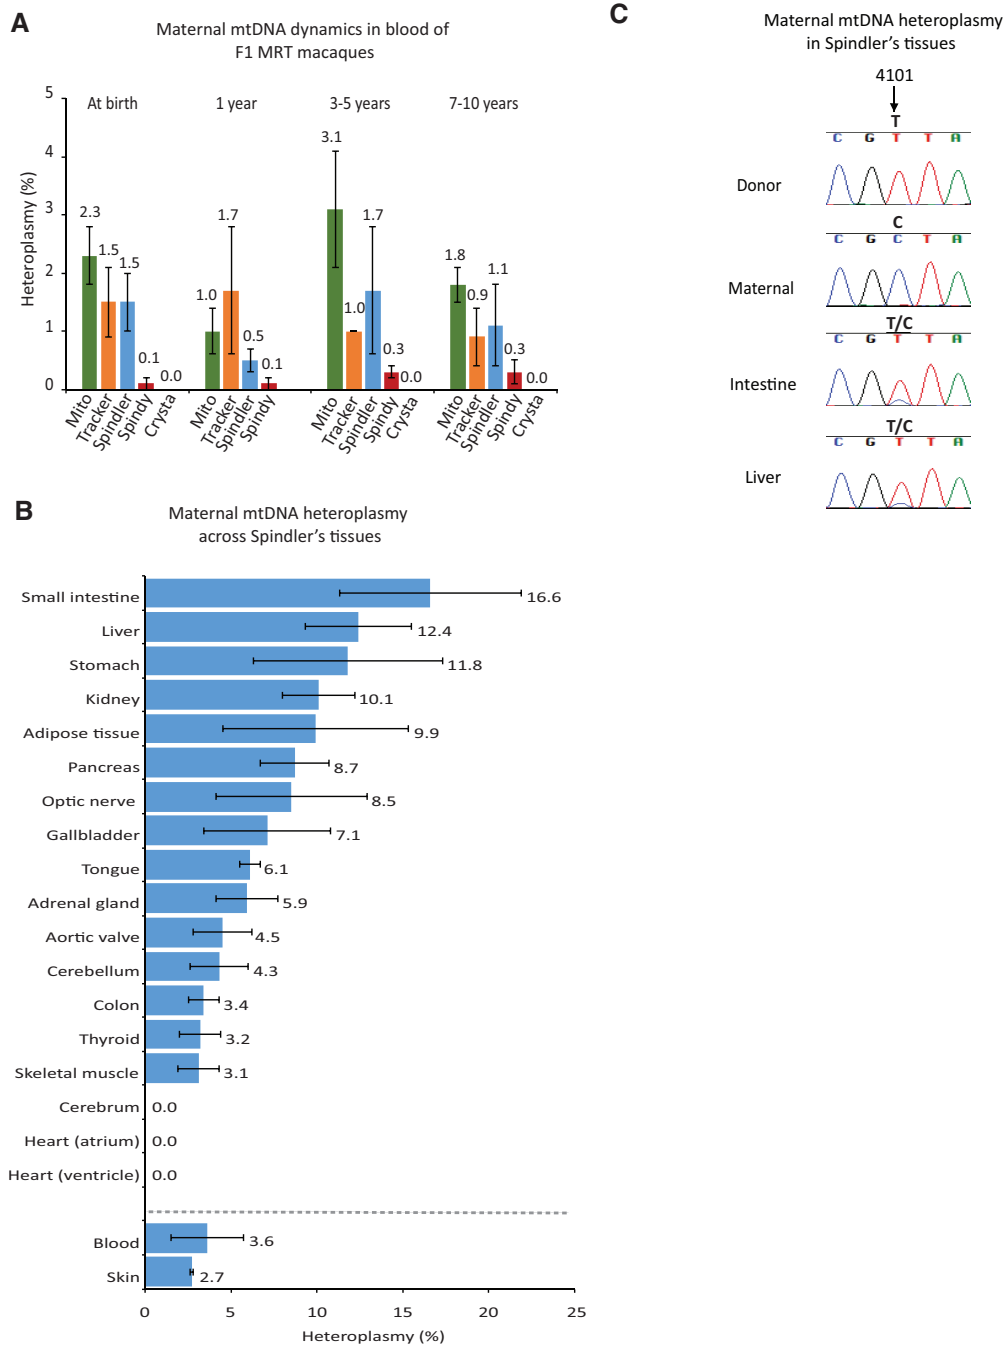 A
Maternal mtDNA dynamics in blood of
F1 MRT macaques
At birth 1 year 3-5 years 7-10 years
Heteroplasmy (%)
5
4
3
2
1
0
2.3 1.5 1.5 0.1 0.0
1.0 1.7 0.5 0.1
3.1 1.0 1.7 0.3 0.0
1.8 0.9 1.1 0.3 0.0
Mito Tracker Spindler Spindy Crysta
Mito Tracker Spindler Spindy
Mito Tracker Spindler Spindy Crysta
Mito Tracker Spindler Spindy Crysta
B
Maternal mtDNA heteroplasmy
across Spindler's tissues
Small intestine 16.6
Liver 12.4
Stomach 11.8
Kidney 10.1
Adipose tissue 9.9
Pancreas 8.7
Optic nerve 8.5
Gallbladder 7.1
Tongue 6.1
Adrenal gland 5.9
Aortic valve 4.5
Cerebellum 4.3
Colon 3.4
Thyroid 3.2
Skeletal muscle 3.1
Cerebrum 0.0
Heart (atrium) 0.0
Heart (ventricle) 0.0
Blood 3.6
Skin 2.7
0 5 10 15 20 25
Heteroplasmy (%)
C
Maternal mtDNA heteroplasmy
in Spindler's tissues
4101
T
C G T T A
Donor
C
C G C T A
Maternal
T/C
C G T T A
Intestine
T/C
C G T T A
Liver